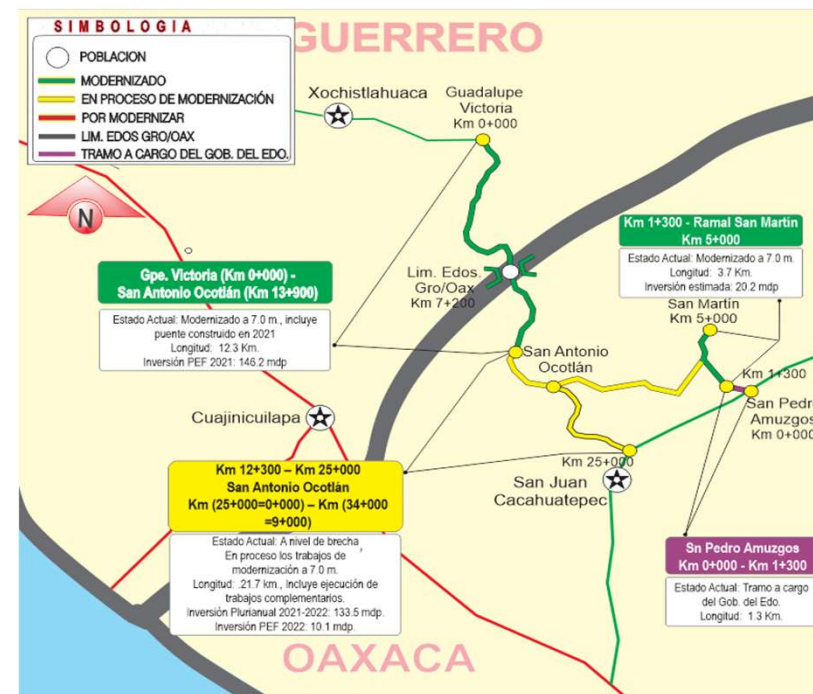 SIMBOLOGIA
POBLACION
MODERNIZADO
EN PROCESO DE MODERNIZACIÓN
POR MODERNIZAR
LIM. EDOS GRO/OAX
TRAMO A CARGO DEL GOB. DEL EDO.
GUERRERO
N
Xochistlahuaca
Guadalupe
Victoria
Km 0+000
Gpe. Victoria (Km 0+000) -
San Antonio Ocotlán (Km 13+900)
Estado Actual: Modernizado a 7.0 m., incluye
puente construido en 2021
Longitud: 12.3 Km.
Inversión PEF 2021: 146.2 mdp
Lim. Edos.
Gro/Oax
Km 7+200
Km 1+300 - Ramal San Martín
Km 5+000
Estado Actual: Modernizado a 7.0 m.
Longitud: 3.7 Km.
Inversión estimada: 20.2 mdp
San Martín
Km 5+000
San Antonio
Ocotlán
Km 1+300
San Pedro
Amuzgos
Km 0+000
Cuajinicuilapa
Km 25+000
San Juan
Cacahuatepec
Km 12+300 – Km 25+000
San Antonio Ocotlán
Km (25+000=0+000) – Km (34+000
=9+000)
Estado Actual: A nivel de brecha
En proceso los trabajos de
modernización a 7.0 m.
Longitud: .21.7 km., Incluye ejecución de
trabajos complementarios.
Inversión Plurianual 2021-2022: 133.5 mdp.
Inversión PEF 2022: 10.1 mdp.
Sn Pedro Amuzgos
Km 0+000 - Km 1+300
Estado Actual: Tramo a cargo
del Gob. del Edo.
Longitud: 1.3 Km.
OAXACA